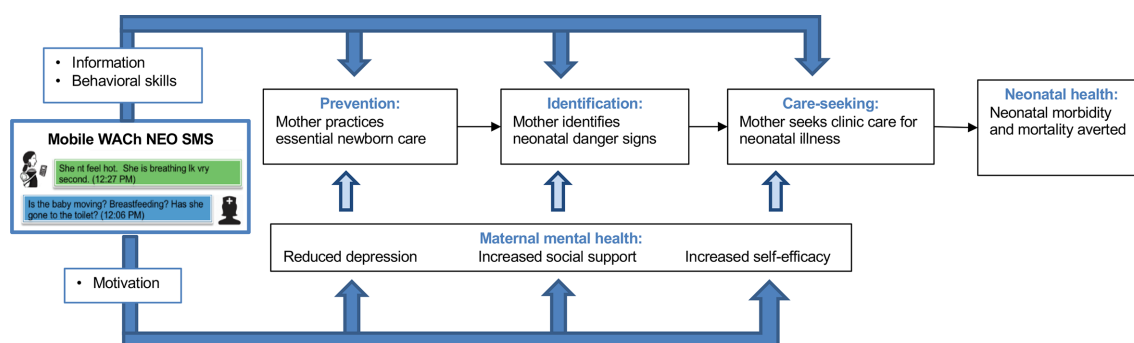 • Information
• Behavioral skills
Mobile WACh NEO SMS
She nt feel hot. She is breathing lk vry
second. (12:27 PM)
Is the baby moving? Breastfeeding? Has she
gone to the toilet? (12:06 PM)
• Motivation
Prevention:
Mother practices
essential newborn care
Identification:
Mother identifies
neonatal danger signs
Care-seeking:
Mother seeks clinic care for
neonatal illness
Neonatal health:
Neonatal morbidity
and mortality averted
Maternal mental health:
Reduced depression
Increased social support
Increased self-efficacy